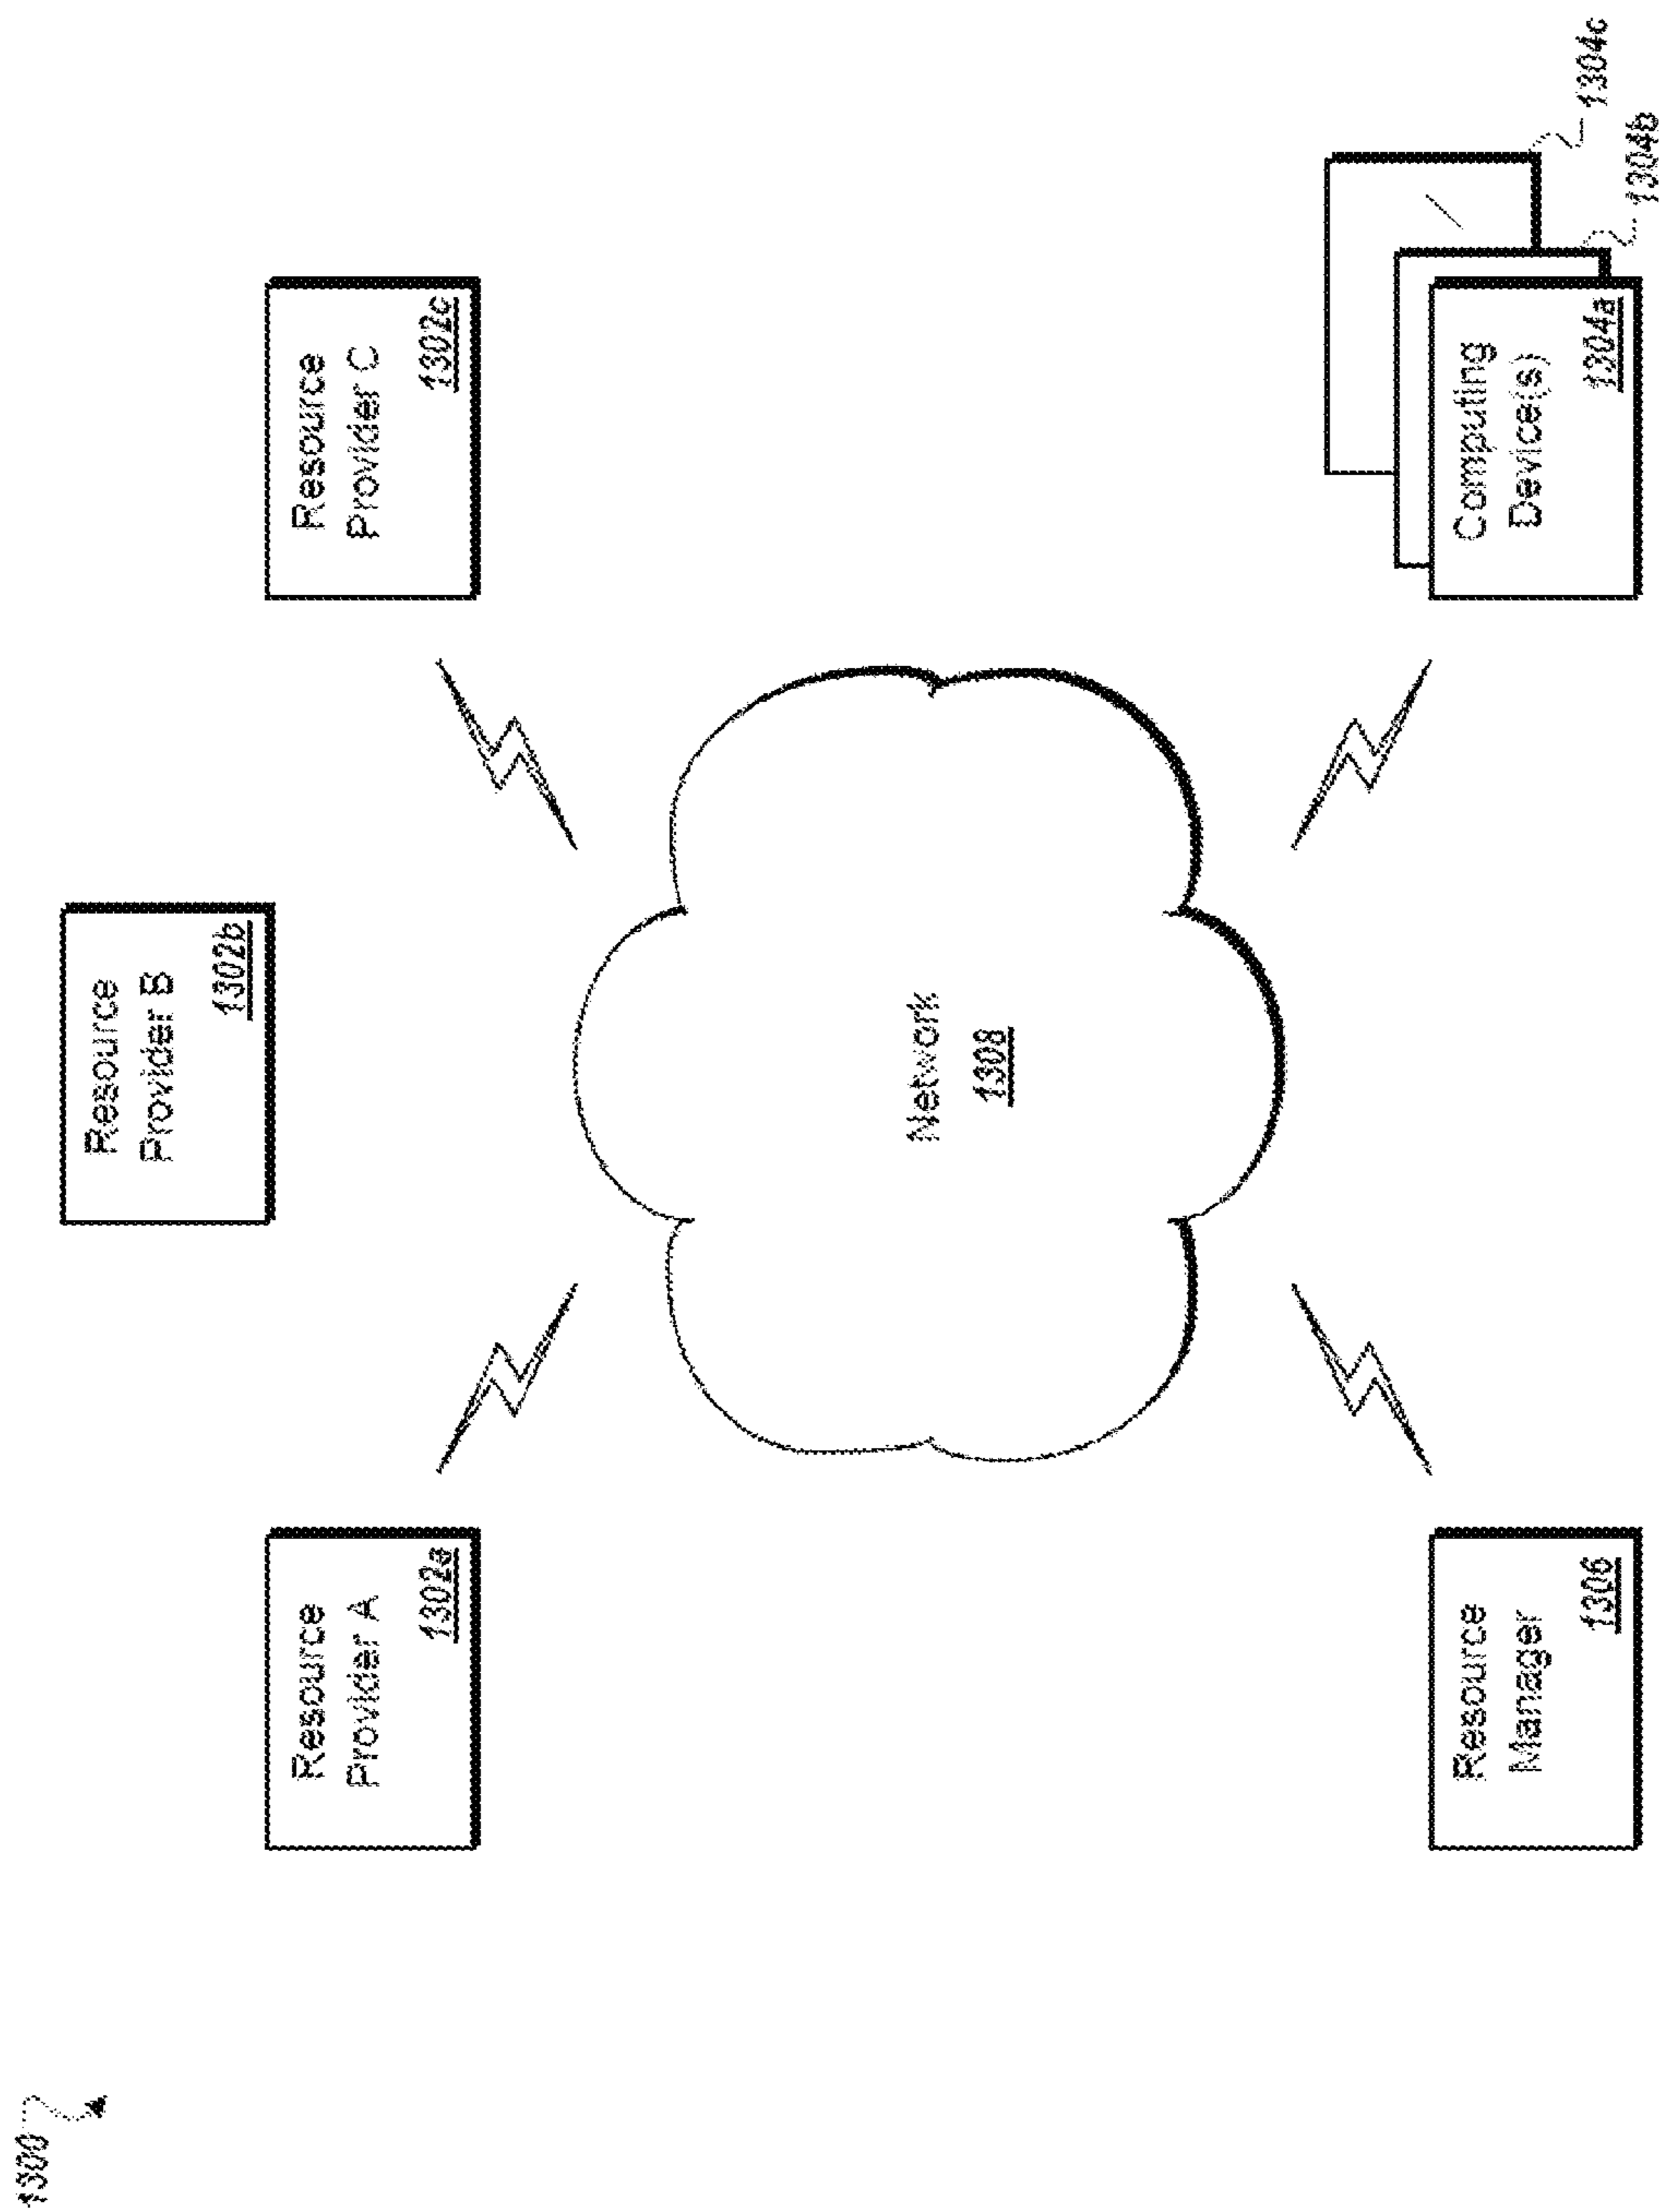 1300
Resource
Provider B
1302b
Resource
Provider A
1302a
Resource
Provider C
1302c
Network
1308
Resource
Manager
1306
Computing
Device(s)
1304a
1304b
1304c